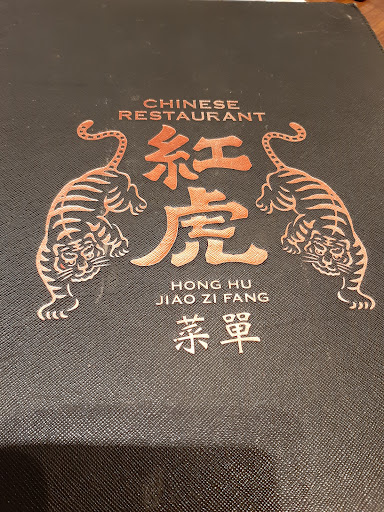 CHINESE
RESTAURANT
紅
虎
HONG HU
JIAO ZI FANG
菜單